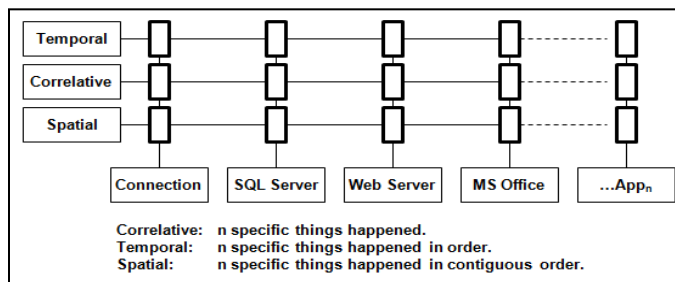 Temporal
Correlative
Spatial
Connection SQL Server Web Server MS Office ...Appn
Correlative: n specific things happened.
Temporal: n specific things happened in order.
Spatial: n specific things happened in contiguous order.